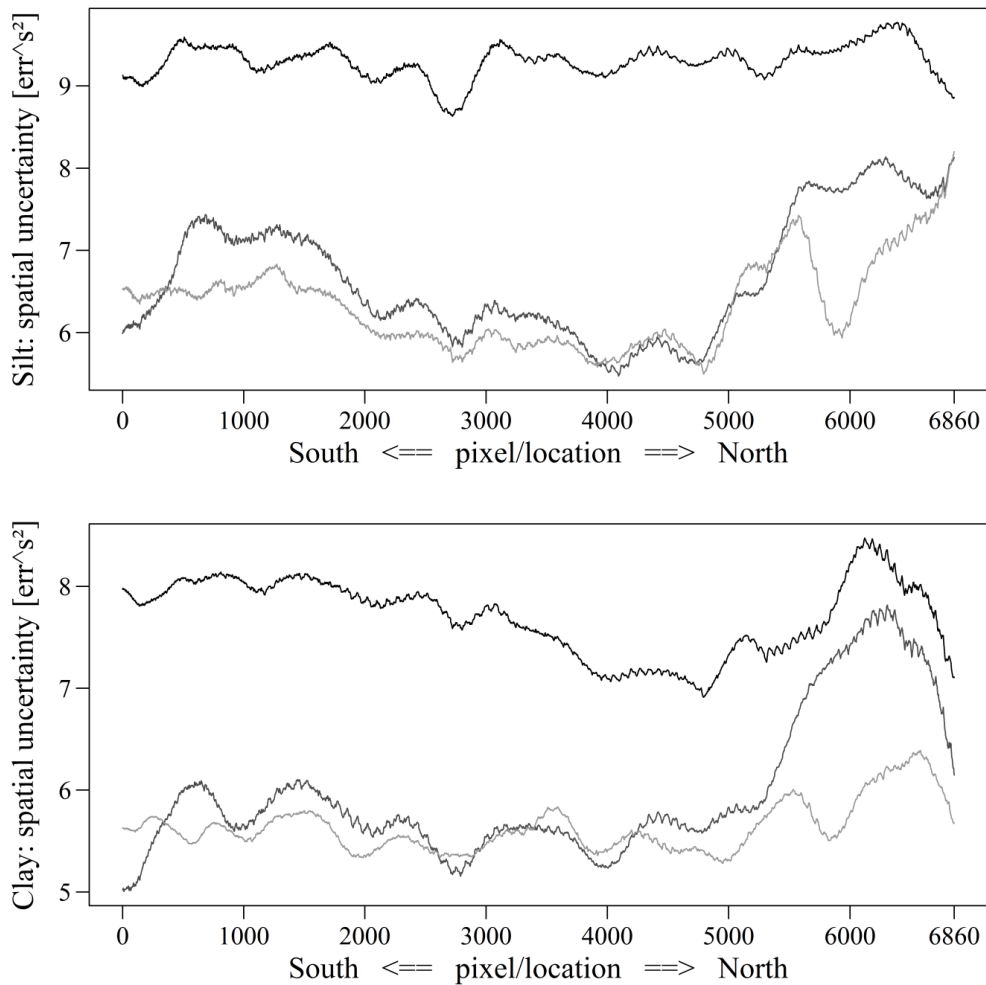 Silt: spatial uncertainty [err^s²]
9
8
7
6
0 1000 2000 3000 4000 5000 6000 6860
South <== pixel/location ==> North
Clay: spatial uncertainty [err^s²]
8
7
6
5
0 1000 2000 3000 4000 5000 6000 6860
South <== pixel/location ==> North